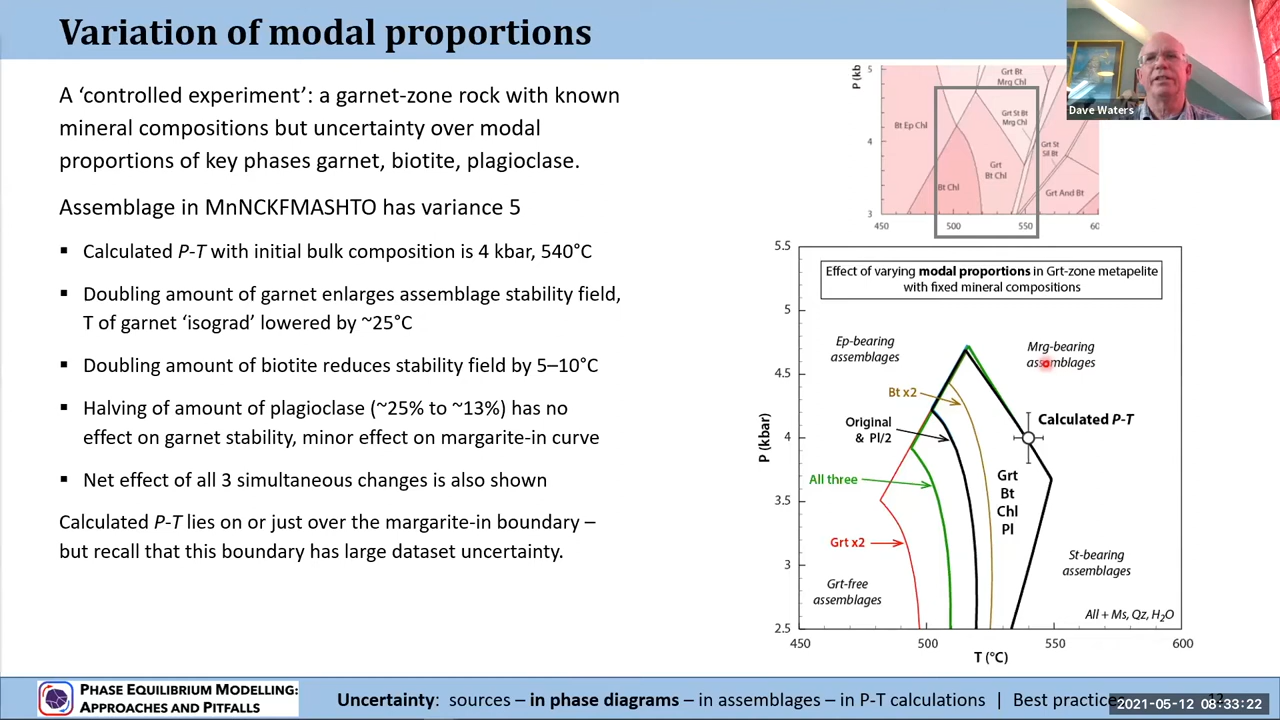 Variation of modal proportions
A ‘controlled experiment’: a garnet-zone rock with known
mineral compositions but uncertainty over modal
proportions of key phases garnet, biotite, plagioclase.
Assemblage in MnNCKFMASHTO has variance 5
▪ Calculated P-T with initial bulk composition is 4 kbar, 540°C
▪ Doubling amount of garnet enlarges assemblage stability field,
T of garnet ‘isograd’ lowered by ~25°C
▪ Doubling amount of biotite reduces stability field by 5–10°C
▪ Halving of amount of plagioclase (~25% to ~13%) has no
effect on garnet stability, minor effect on margarite-in curve
▪ Net effect of all 3 simultaneous changes is also shown
Calculated P-T lies on or just over the margarite-in boundary –
but recall that this boundary has large dataset uncertainty.
P (kb
5
4
3
450
500
550
Grt Bt
Mrg Chl
Bt Ep Chl
Grt St Bt
Mrg Chl
Grt St
Sil Bt
Grt
Bt Chl
Bt Chl
Grt And Bt
Dave Waters
5.5
5
4.5
4
3.5
3
2.5
P (kbar)
Effect of varying modal proportions in Grt-zone metapelite
with fixed mineral compositions
Ep-bearing
assemblages
Mrg-bearing
assemblages
Bt x2
Original
& Pl/2
Calculated P-T
All three
Grt
Bt
Chl
Pl
Grt x2
Grt-free
assemblages
St-bearing
assemblages
All + Ms, Qz, H₂O
450
500
550
600
T (°C)
PHASE EQUILIBRIUM MODELLING:
APPROACHES AND PITFALLS
Uncertainty: sources – in phase diagrams – in assemblages – in P-T calculations | Best practice
2021-05-12 08:33:22